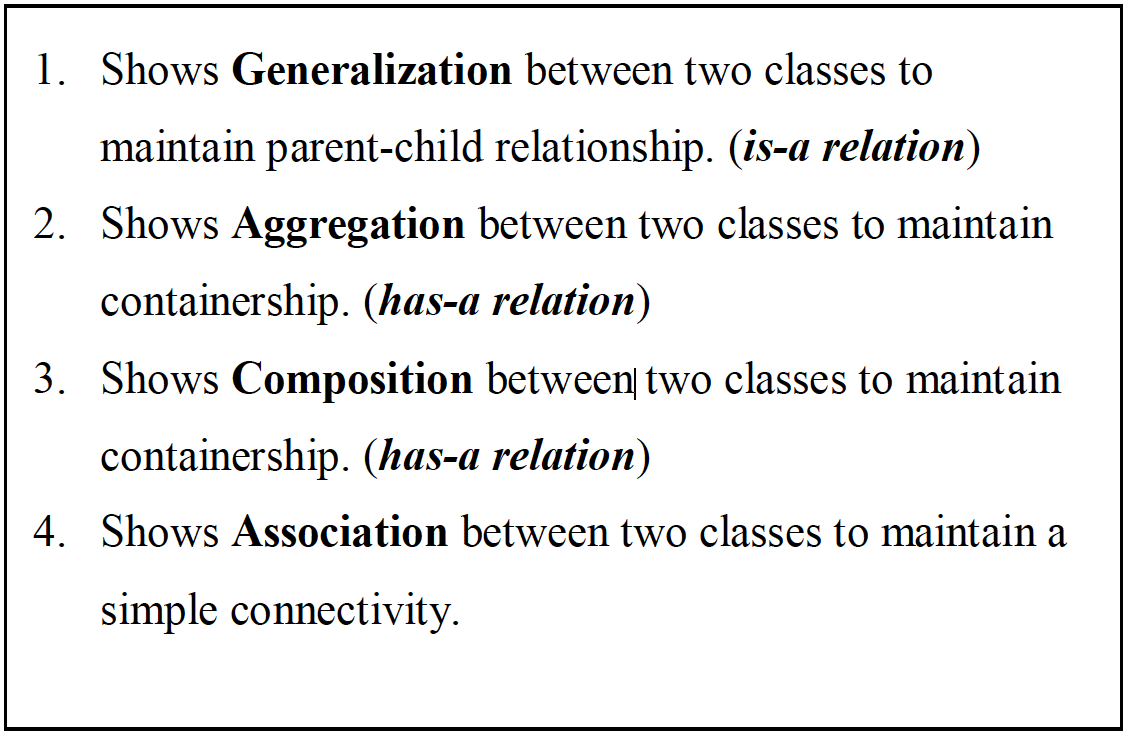 1. Shows Generalization between two classes to
maintain parent-child relationship. (is-a relation)
2. Shows Aggregation between two classes to maintain
containership. (has-a relation)
3. Shows Composition between two classes to maintain
containership. (has-a relation)
4. Shows Association between two classes to maintain a
simple connectivity.